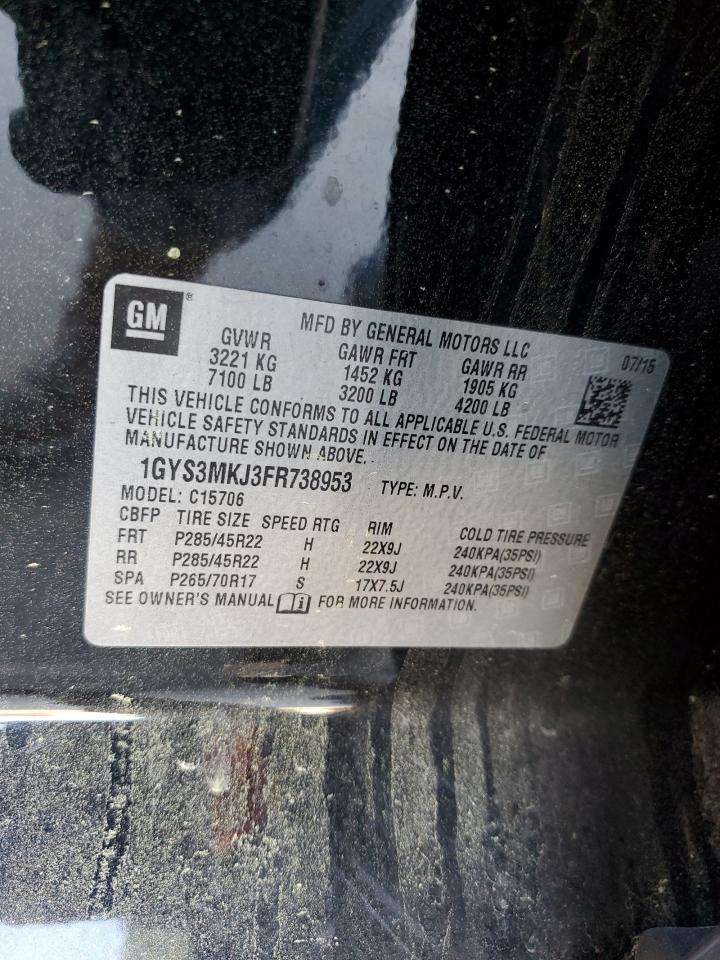 GM ®
MFD BY GENERAL MOTORS LLC
07/15
GVWR GAWR FRT GAWR RR
3221 KG 1452 KG 1905 KG
7100 LB 3200 LB 4200 LB
THIS VEHICLE CONFORMS TO ALL APPLICABLE U.S. FEDERAL MOTOR
VEHICLE SAFETY STANDARDS IN EFFECT ON THE DATE OF
MANUFACTURE SHOWN ABOVE.
1GYS3MKJ3FR738953 TYPE: M.P.V.
MODEL: C15706
CBFP TIRE SIZE SPEED RTG RIM COLD TIRE PRESSURE
FRT P285/45R22 H 22X9J 240KPA(35PSI)
RR P285/45R22 H 22X9J 240KPA(35PSI)
SPA P265/70R17 S 17X7.5J 240KPA(35PSI)
SEE OWNER'S MANUAL FOR MORE INFORMATION.